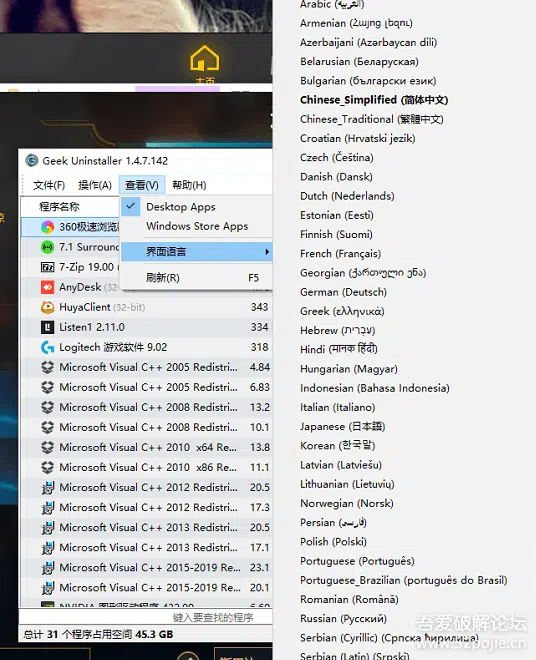 主页
Geek Uninstaller 1.4.7.142
文件(F) 操作(A) 查看(V) 帮助(H)
程序名称
Desktop Apps
Windows Store Apps
界面语言
刷新(R) F5
360极速浏览
7.1 Surround
7-Zip 19.00
AnyDesk (32-
HuyaClient (32-bit) 343
Listen1 2.11.0 334
Logitech 游戏软件 9.02 318
Microsoft Visual C++ 2005 Redistri... 4.84
Microsoft Visual C++ 2005 Redistri... 6.83
Microsoft Visual C++ 2008 Redistri... 13.2
Microsoft Visual C++ 2008 Redistri... 10.1
Microsoft Visual C++ 2010 x64 Re... 13.8
Microsoft Visual C++ 2010 x86 Re... 11.1
Microsoft Visual C++ 2012 Redistri... 20.5
Microsoft Visual C++ 2012 Redistri... 17.3
Microsoft Visual C++ 2013 Redistri... 20.5
Microsoft Visual C++ 2013 Redistri... 17.1
Microsoft Visual C++ 2015-2019 Re... 23.1
Microsoft Visual C++ 2015-2019 Re... 20.1
NVIDIA 图形驱动程序
键入要查找的程序
总计 31 个程序占用空间 45.3 GB
Arabic (العربية)
Armenian (Հայոց լեզու)
Azerbaijani (Azərbaycan dili)
Belarusian (Беларуская)
Bulgarian (български език)
Chinese_Simplified (简体中文)
Chinese_Traditional (繁體中文)
Croatian (Hrvatski jezik)
Czech (Čeština)
Danish (Dansk)
Dutch (Nederlands)
Estonian (Eesti)
Finnish (Suomi)
French (Français)
Georgian (ქართული ენა)
German (Deutsch)
Greek (ελληνικά)
Hebrew (עברית)
Hindi (मानक हिंदी)
Hungarian (Magyar)
Indonesian (Bahasa Indonesia)
Italian (Italiano)
Japanese (日本語)
Korean (한국말)
Latvian (Latviešu)
Lithuanian (Lietuvių)
Norwegian (Norsk)
Persian (فارسی)
Polish (Polski)
Portuguese (Português)
Portuguese_Brazilian (português do Brasil)
Romanian (Română)
Russian (Русский)
Serbian (Cyrillic) (Српска ћирилица)
Serbian (Latin) (Srpski)
吾爱破解论坛
www.52pojie.cn